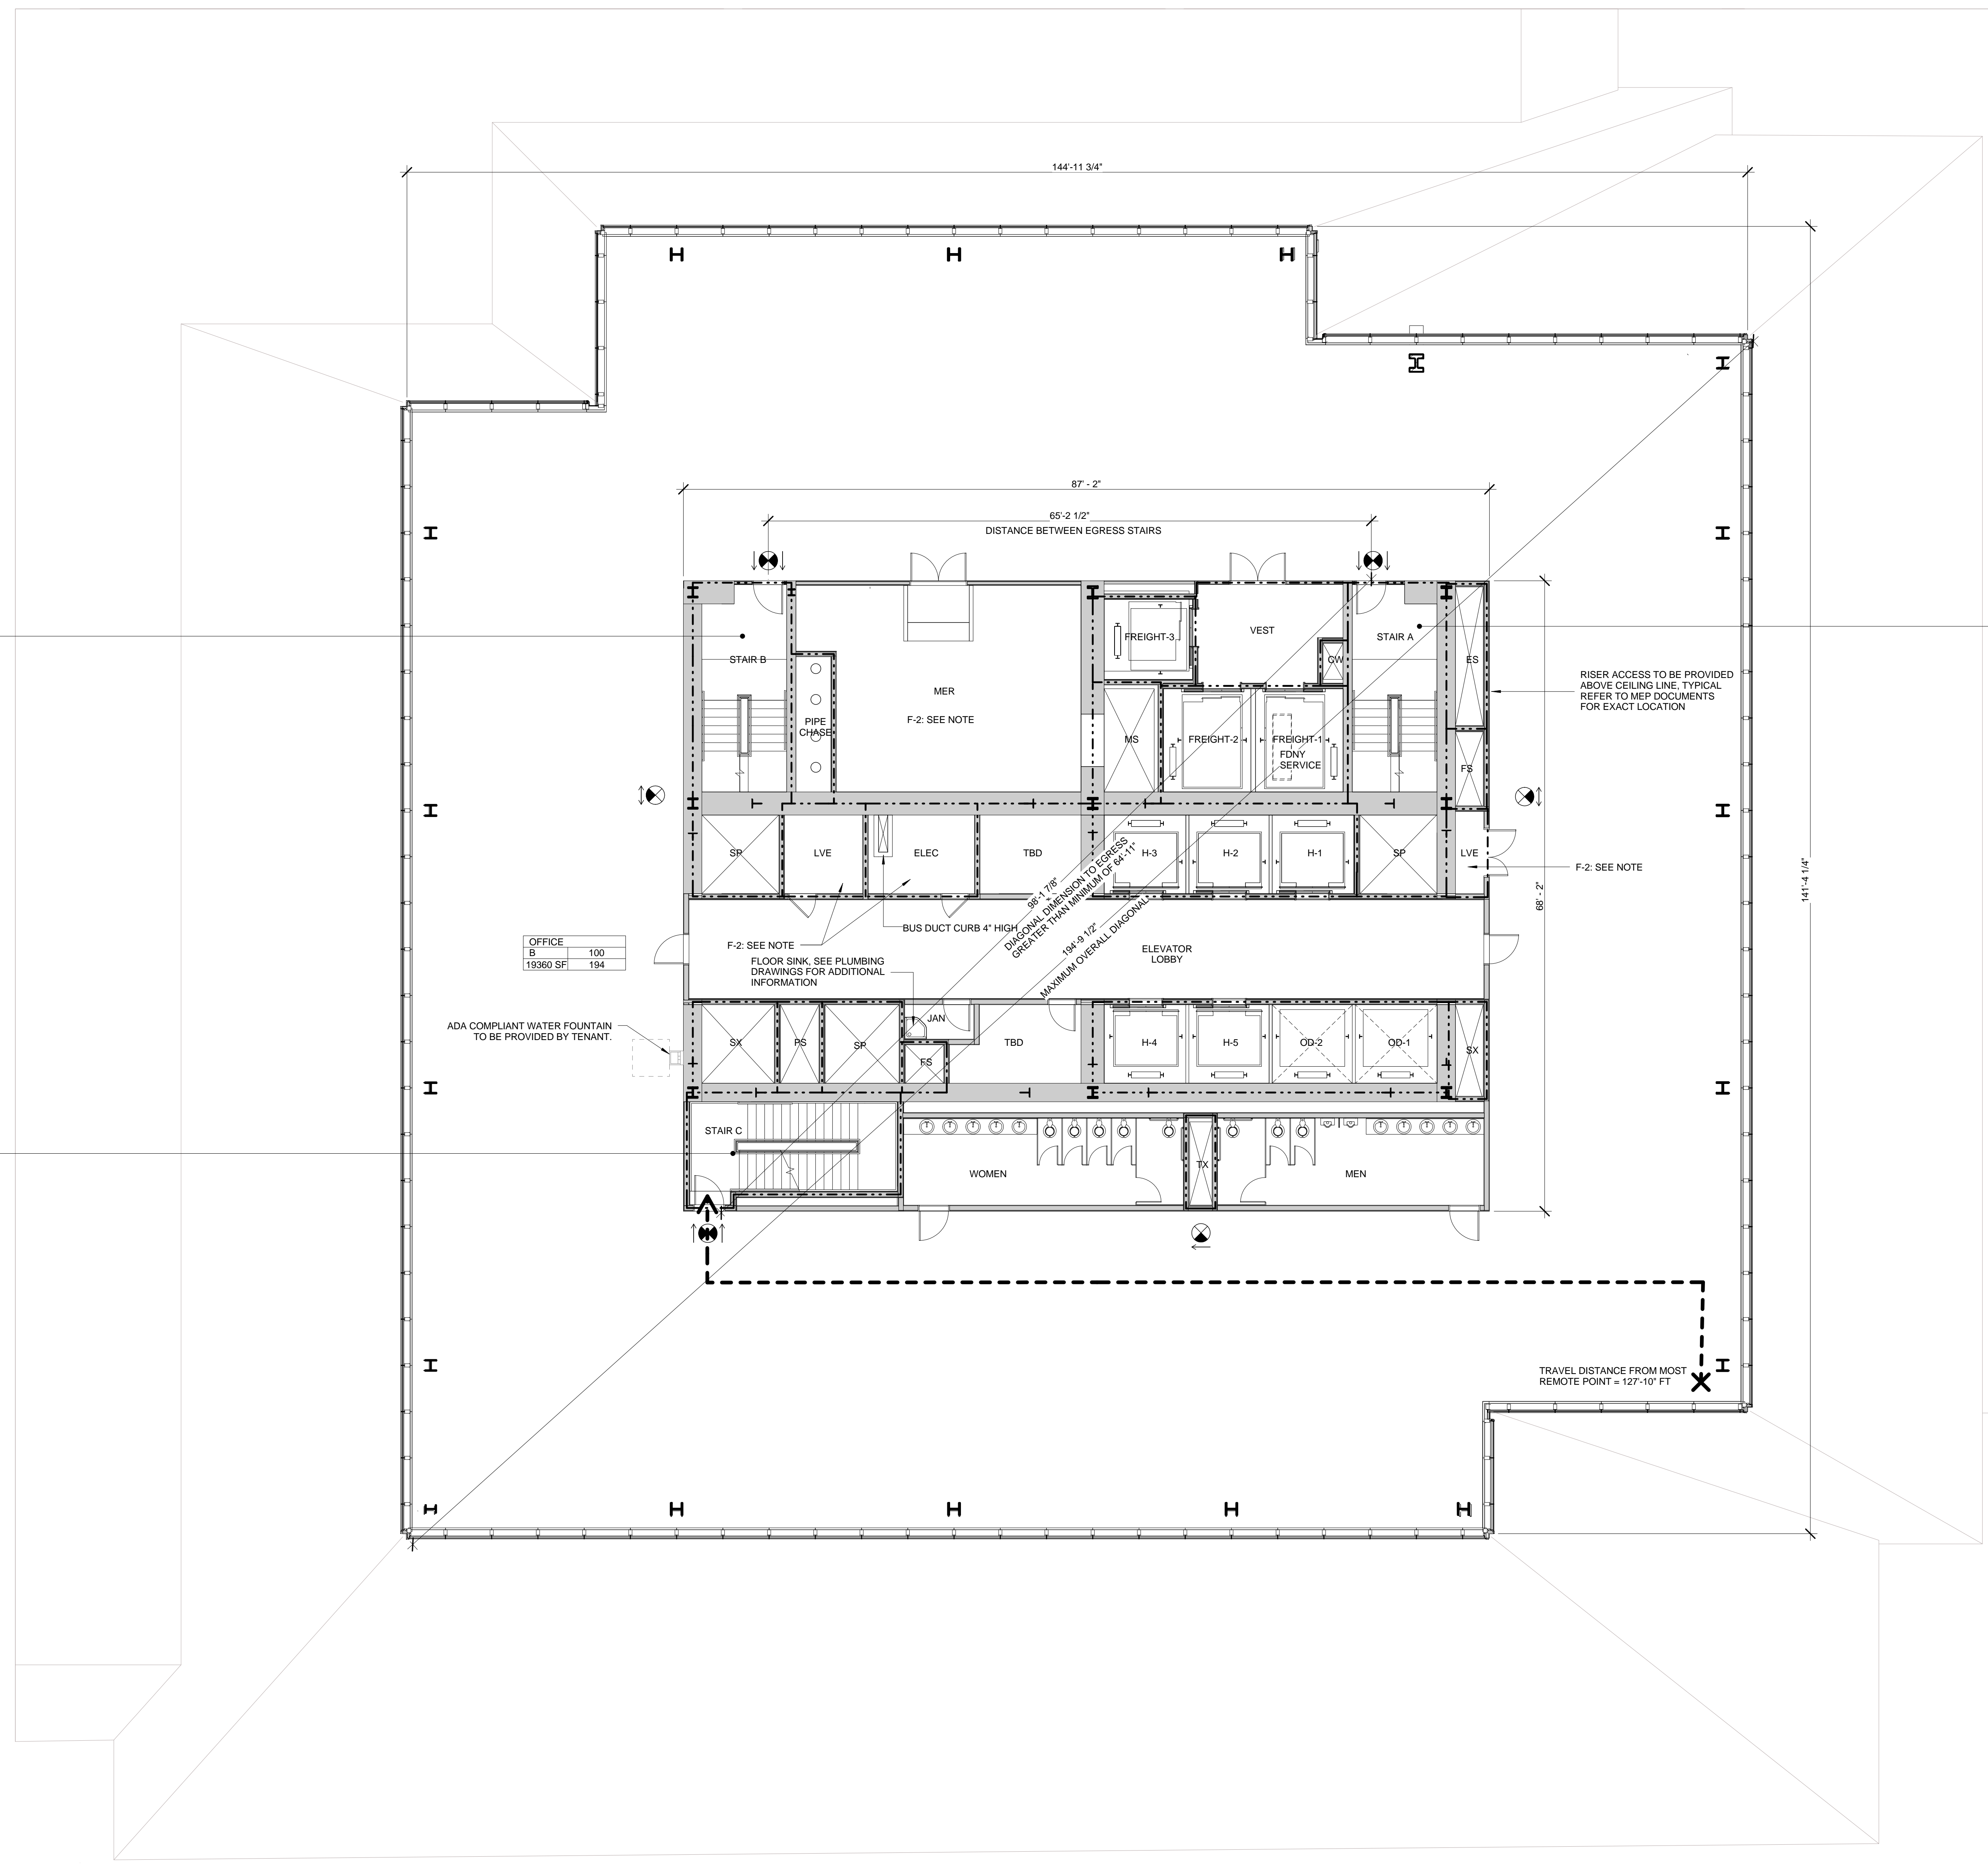 144'-11 3/4"
87' - 2"
65'-2 1/2"
DISTANCE BETWEEN EGRESS STAIRS
STAIR B
PIPE
CHASE
MER
F-2: SEE NOTE
FREIGHT-3
VEST
CW
STAIR A
ES
MS
FREIGHT-2
FREIGHT-1
FDNY
SERVICE
FS
RISER ACCESS TO BE PROVIDED
ABOVE CEILING LINE, TYPICAL
REFER TO MEP DOCUMENTS
FOR EXACT LOCATION
SP
LVE
ELEC
TBD
H-3
H-2
H-1
SP
LVE
F-2: SEE NOTE
68' - 2"
141'-4 1/4"
98'-1 7/8"
DIAGONAL DIMENSION TO EGRESS
GREATER THAN MINIMUM OF 64'-11"
194'-9 1/2"
MAXIMUM OVERALL DIAGONAL
BUS DUCT CURB 4" HIGH
F-2: SEE NOTE
FLOOR SINK, SEE PLUMBING
DRAWINGS FOR ADDITIONAL
INFORMATION
ELEVATOR
LOBBY
OFFICE
B 100
19360 SF 194
ADA COMPLIANT WATER FOUNTAIN
TO BE PROVIDED BY TENANT.
SX
PS
SP
JAN
FS
TBD
H-4
H-5
OD-2
OD-1
SX
STAIR C
WOMEN
TX
MEN
TRAVEL DISTANCE FROM MOST
REMOTE POINT = 127'-10" FT